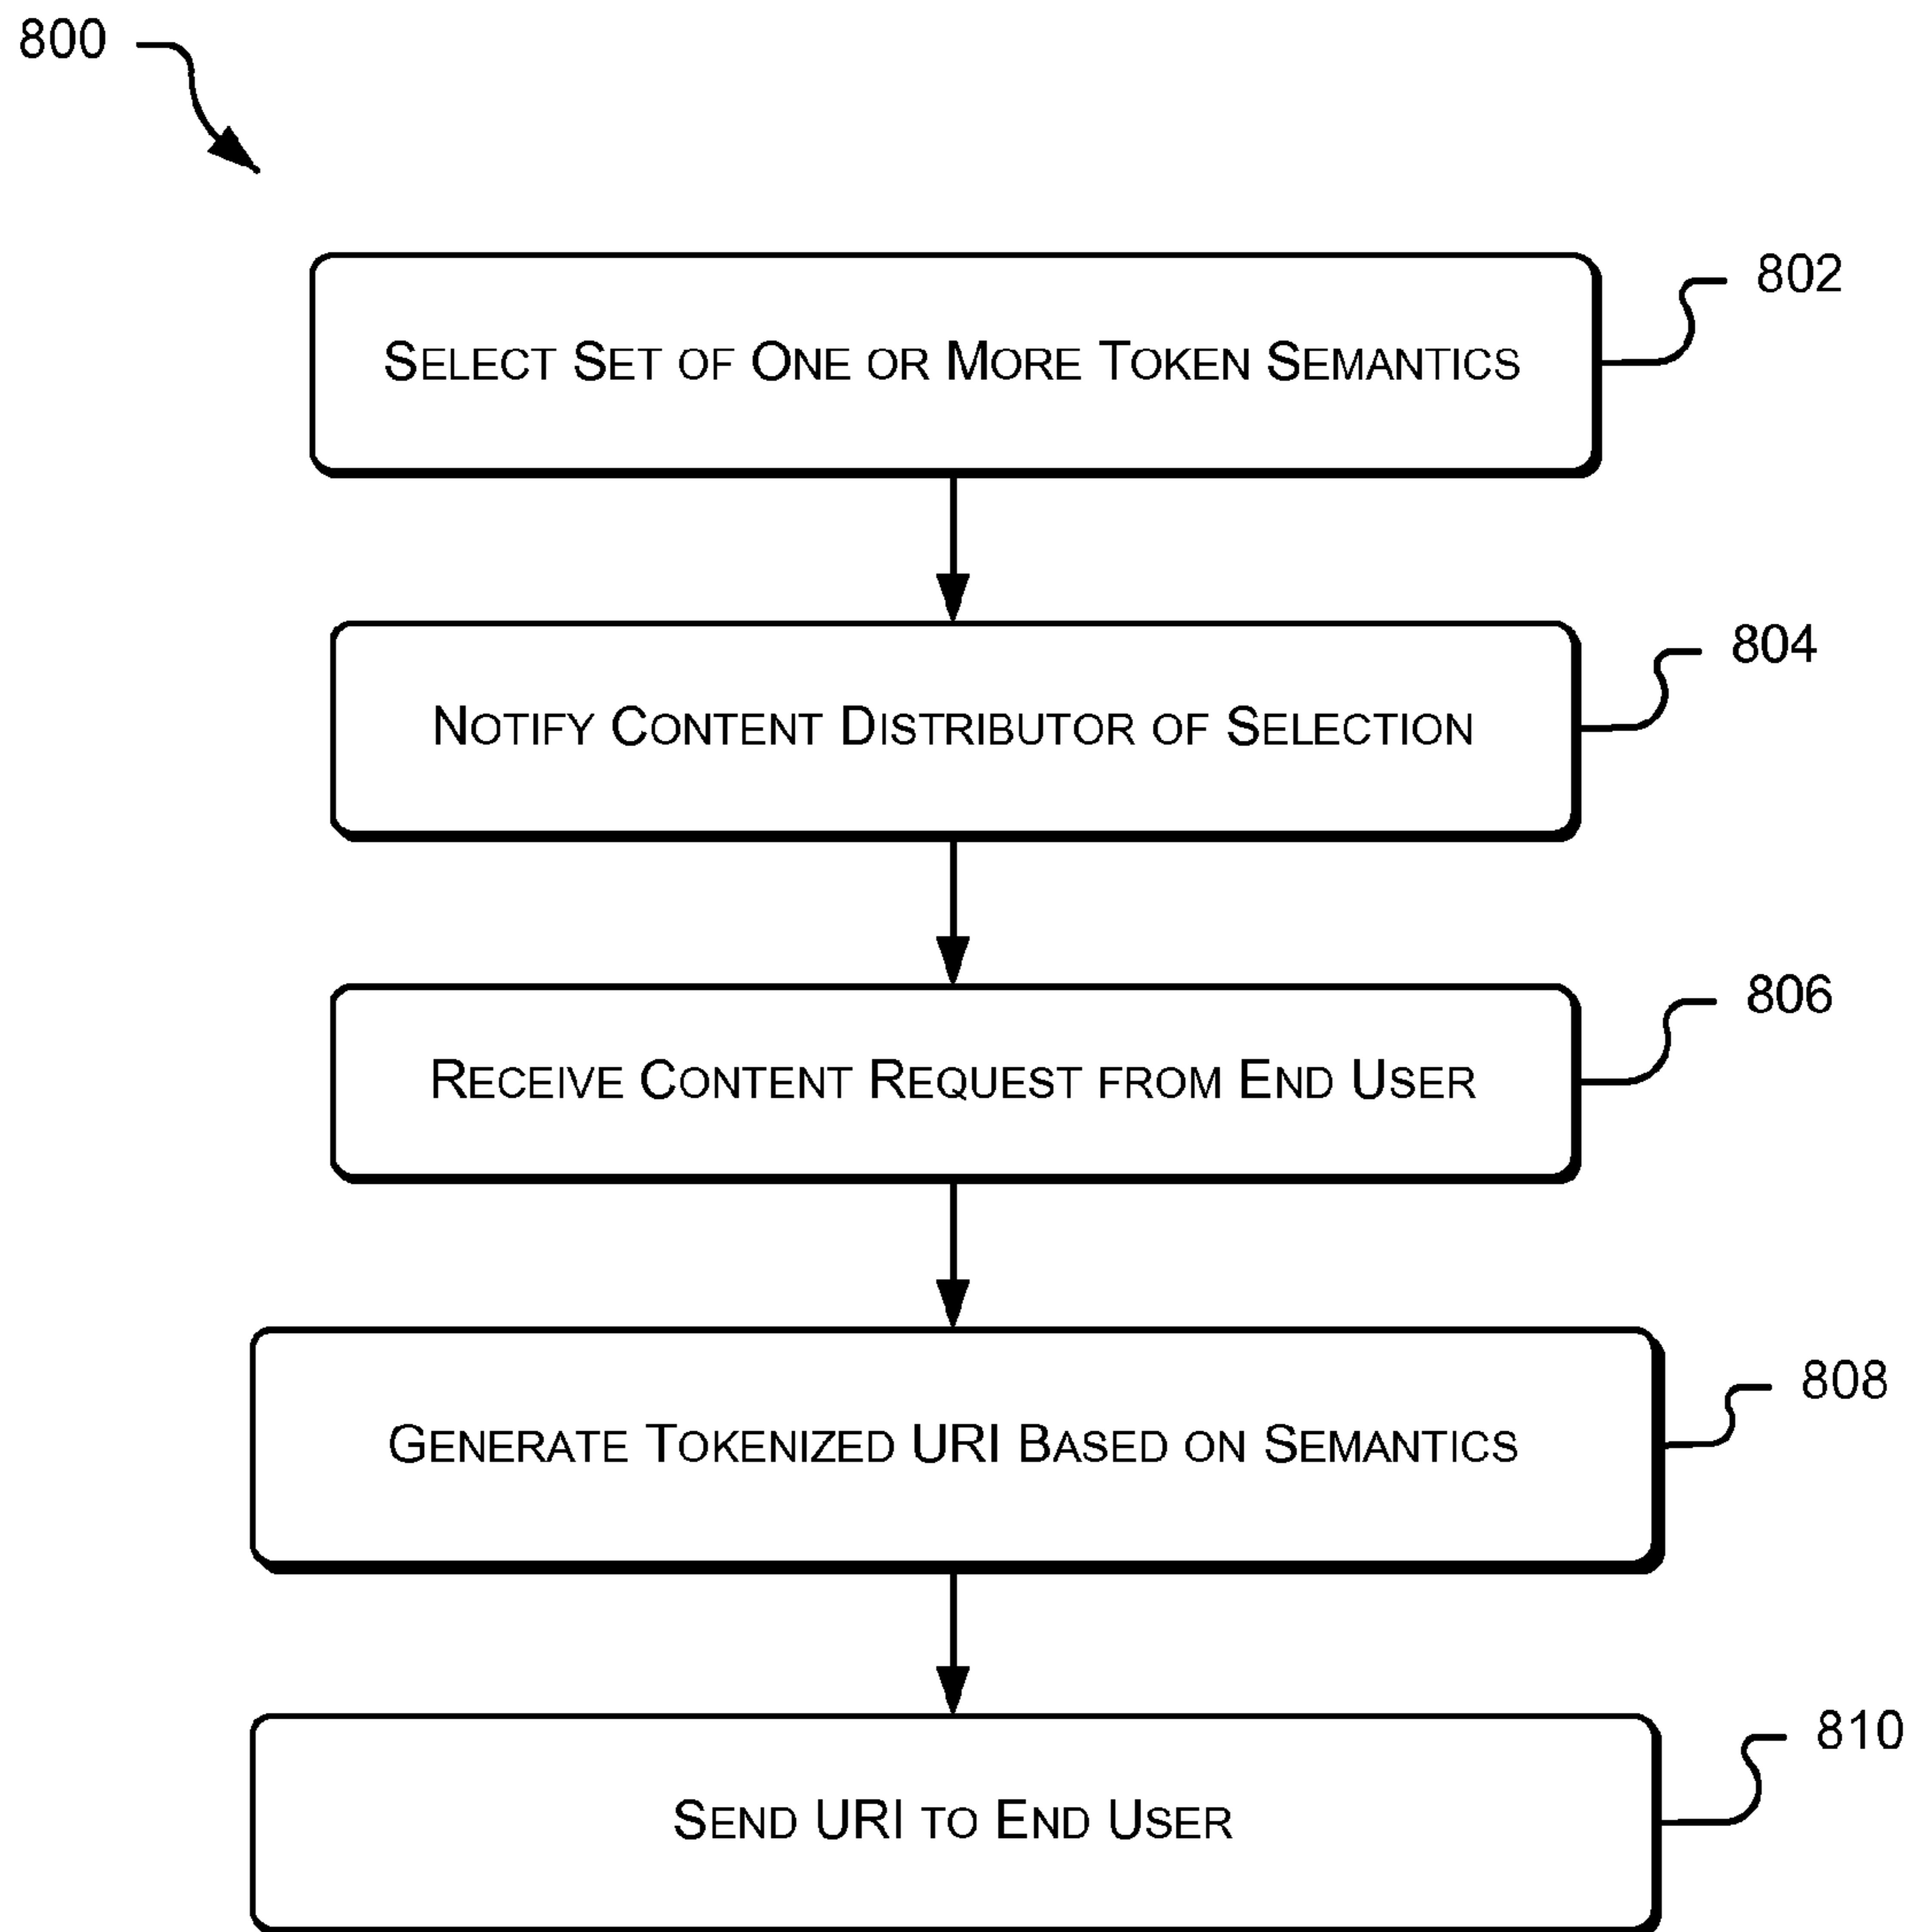 800
SELECT SET OF ONE OR MORE TOKEN SEMANTICS
802
NOTIFY CONTENT DISTRIBUTOR OF SELECTION
804
RECEIVE CONTENT REQUEST FROM END USER
806
GENERATE TOKENIZED URI BASED ON SEMANTICS
808
SEND URI TO END USER
810